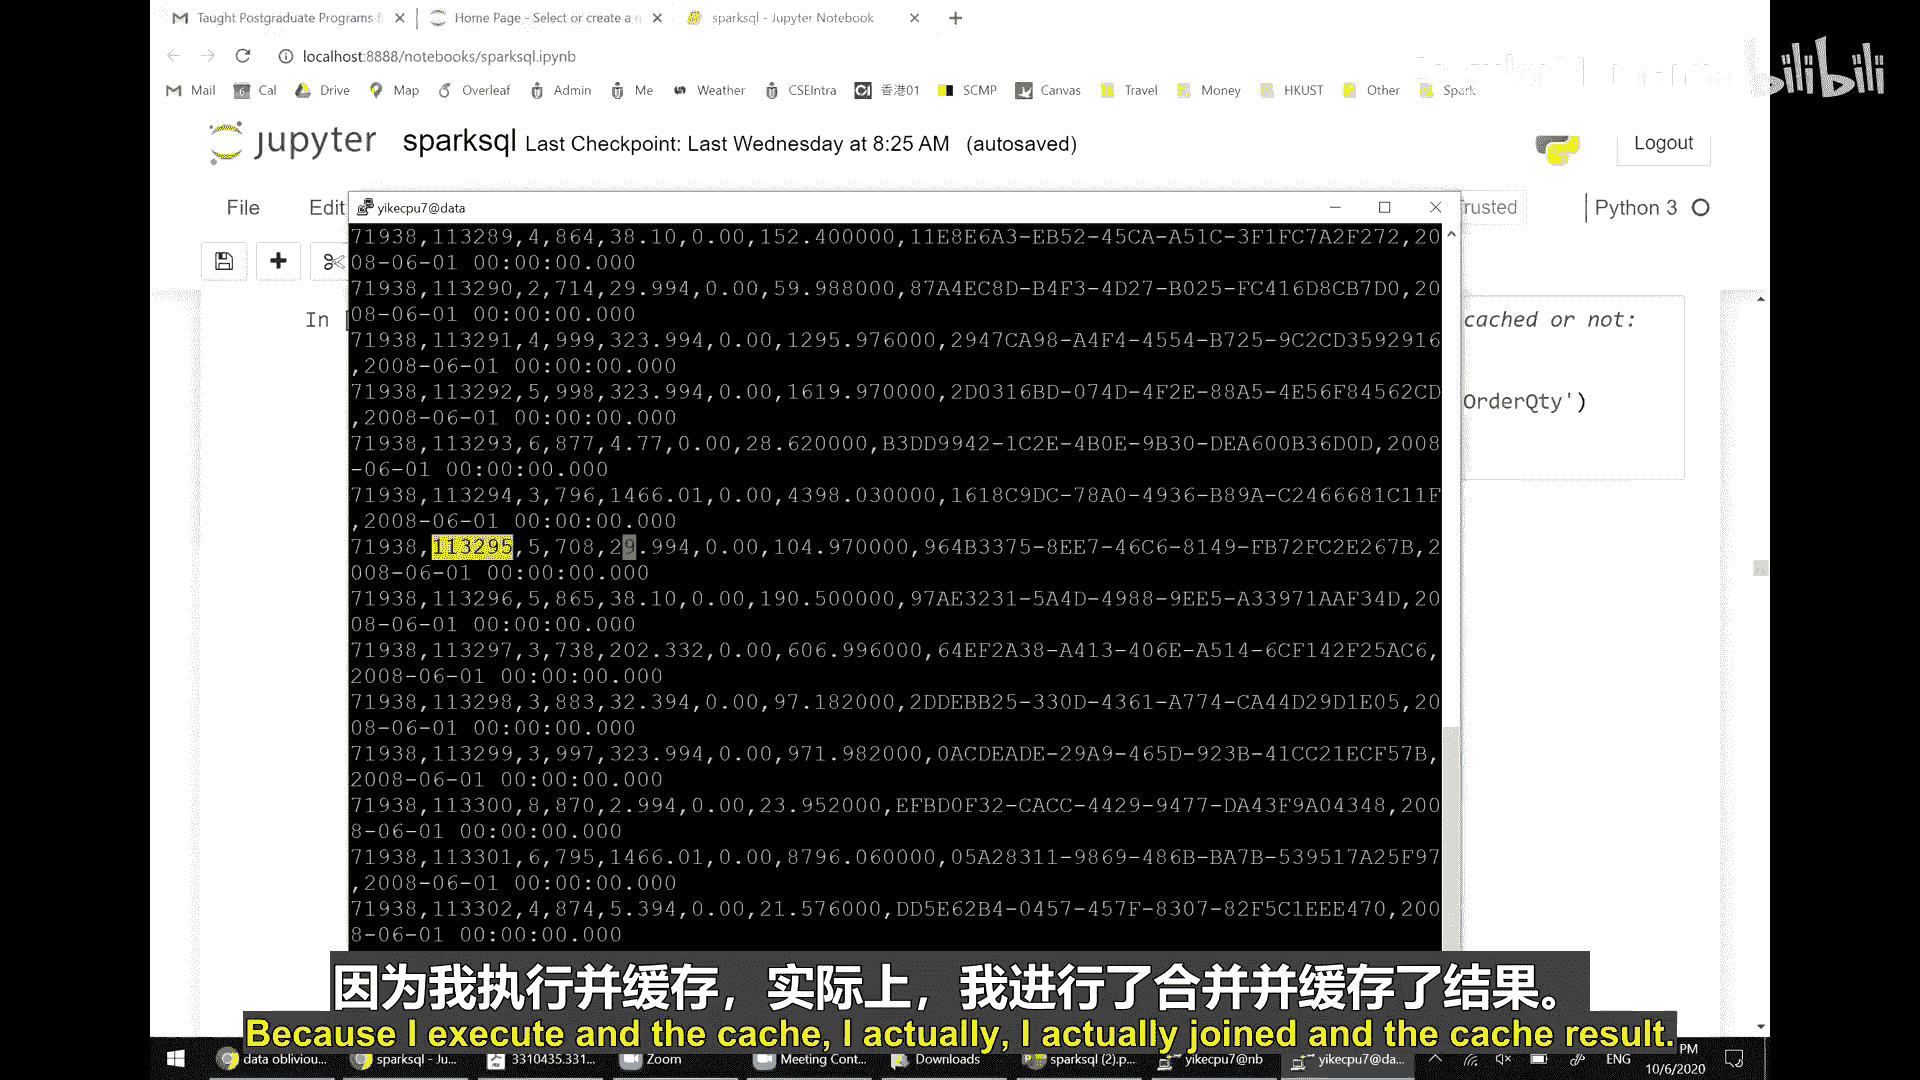 Taught Postgraduate Programs f
Home Page - Select or create a n
sparksql - Jupyter Notebook
localhost:8888/notebooks/sparksql.ipynb
Mail Cal Drive Map Overleaf Admin Me Weather CSEIntra 香港01 SCMP Canvas Travel Money HKUST Other Spark
bilibili
jupyter sparksql Last Checkpoint: Last Wednesday at 8:25 AM (autosaved)
Logout
File Edit
rusted
Python 3
yikecpu7@data
In [
cached or not:
OrderQty')
71938,113289,4,864,38.10,0.00,152.400000,11E8E6A3-EB52-45CA-A51C-3F1FC7A2F272,20
08-06-01 00:00:00.000
71938,113290,2,714,29.994,0.00,59.988000,87A4EC8D-B4F3-4D27-B025-FC416D8CB7D0,20
08-06-01 00:00:00.000
71938,113291,4,999,323.994,0.00,1295.976000,2947CA98-A4F4-4554-B725-9C2CD3592916
,2008-06-01 00:00:00.000
71938,113292,5,998,323.994,0.00,1619.970000,2D0316BD-074D-4F2E-88A5-4E56F84562CD
,2008-06-01 00:00:00.000
71938,113293,6,877,4.77,0.00,28.620000,B3DD9942-1C2E-4B0E-9B30-DEA600B36D0D,2008
-06-01 00:00:00.000
71938,113294,3,796,1466.01,0.00,4398.030000,1618C9DC-78A0-4936-B89A-C2466681C11F
,2008-06-01 00:00:00.000
71938,113295,5,708,29.994,0.00,104.970000,964B3375-8EE7-46C6-8149-FB72FC2E267B,2
008-06-01 00:00:00.000
71938,113296,5,865,38.10,0.00,190.500000,97AE3231-5A4D-4988-9EE5-A33971AAF34D,20
08-06-01 00:00:00.000
71938,113297,3,738,202.332,0.00,606.996000,64EF2A38-A413-406E-A514-6CF142F25AC6,
2008-06-01 00:00:00.000
71938,113298,3,883,32.394,0.00,97.182000,2DDEBB25-330D-4361-A774-CA44D29D1E05,20
08-06-01 00:00:00.000
71938,113299,3,997,323.994,0.00,971.982000,0ACDEADE-29A9-465D-923B-41CC21ECF57B,
2008-06-01 00:00:00.000
71938,113300,8,870,2.994,0.00,23.952000,EFBD0F32-CACC-4429-9477-DA43F9A04348,200
8-06-01 00:00:00.000
71938,113301,6,795,1466.01,0.00,8796.060000,05A28311-9869-486B-BA7B-539517A25F97
,2008-06-01 00:00:00.000
71938,113302,4,874,5.394,0.00,21.576000,DD5E62B4-0457-457F-8307-82F5C1EEE470,200
8-06-01 00:00:00.000
因为我执行并缓存，实际上，我进行了合并并缓存了结果。
Because I execute and the cache, I actually, I actually joined and the cache result.
data obliviou... sparksql - Ju... 3310435.331... Zoom Meeting Cont... Downloads sparksql (2).p... yikecpu7@nb yikecpu7@da... ENG PM
10/6/2020